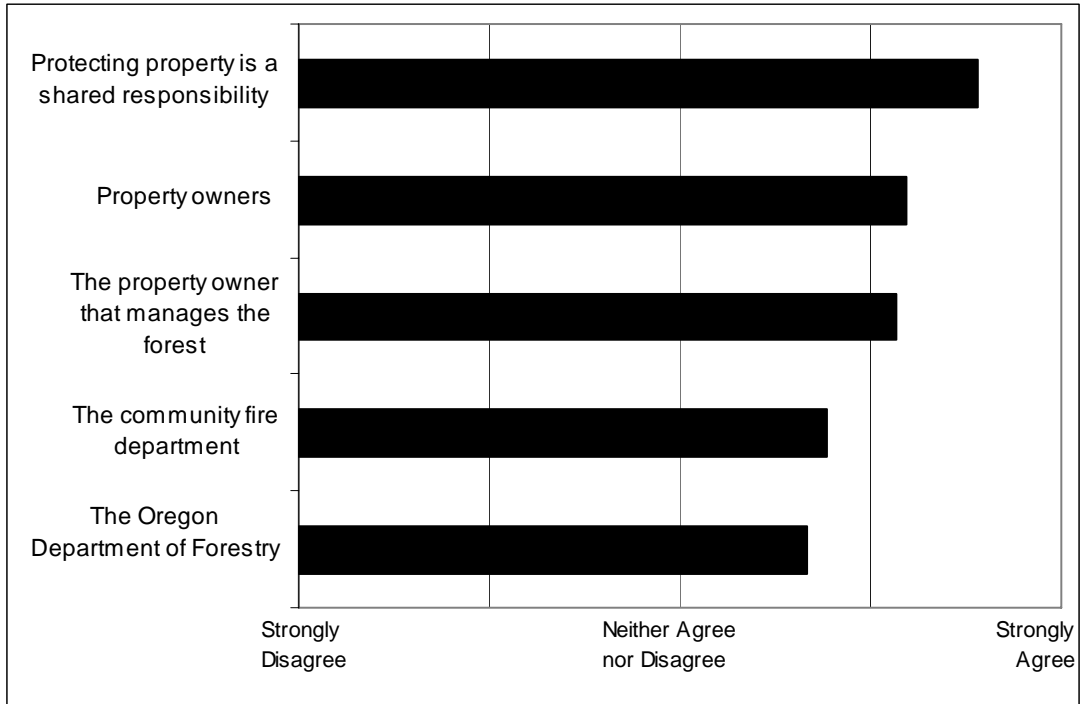 Protecting property is a
shared responsibility
Property owners
The property owner
that manages the
forest
The community fire
department
The Oregon
Department of Forestry
Strongly
Disagree
Neither Agree
nor Disagree
Strongly
Agree